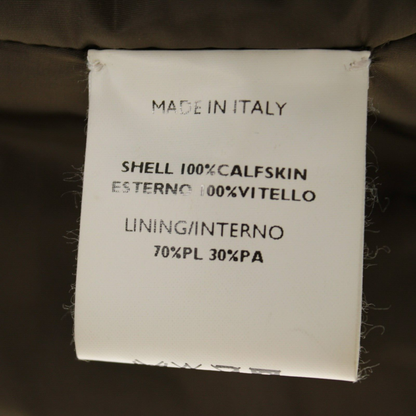 MADE IN ITALY
SHELL 100%CALFSKIN
ESTERNO 100%VITELLO
LINING/INTERNO
70%PL 30%PA